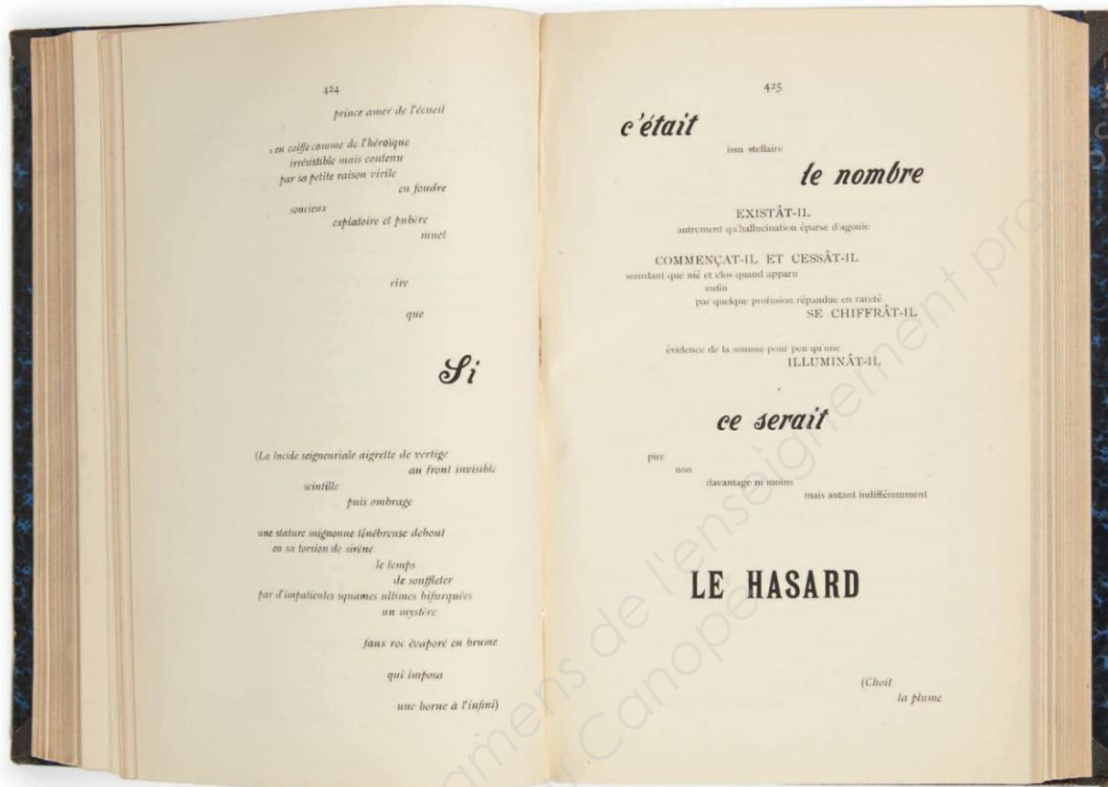 424
prince amer de l'écueil
s'en coiffe comme de l'héroïque
irrésistible mais contenu
par sa petite raison virile
en foudre
soucieux
expiatoire et pubère
muet
rire
que
Si
(La lucide seigneuriale aigrette de vertige
au front invisible
scintille
puis ombrage
une stature mignonne ténébreuse debout
en sa torsion de sirène
le temps
de souffleter
par d'impatientes squames ultimes bifurquées
un mystère
faux roc évaporé en brume
qui imposa
une borne à l'infini)
425
c'était
issu stellaire
le nombre
EXISTÂT-IL
autrement qu'hallucination éparse d'agonie
COMMENÇAT-IL ET CESSÂT-IL
sourdant que nié et clos quand apparu
enfin
par quelque profusion répandue en rareté
SE CHIFFRÂT-IL
évidence de la somme pour peu qu'une
ILLUMINÂT-IL
ce serait
pire
non
davantage ni moins
mais autant indifféremment
LE HASARD
(Choit
la plume